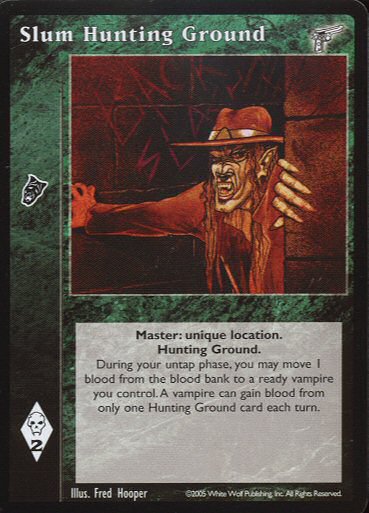 Slum Hunting Ground
Master: unique location.
Hunting Ground.
During your untap phase, you may move 1
blood from the blood bank to a ready vampire
you control. A vampire can gain blood from
only one Hunting Ground card each turn.
2
Illus. Fred Hooper
©2005 White Wolf Publishing, Inc. All Rights Reserved.